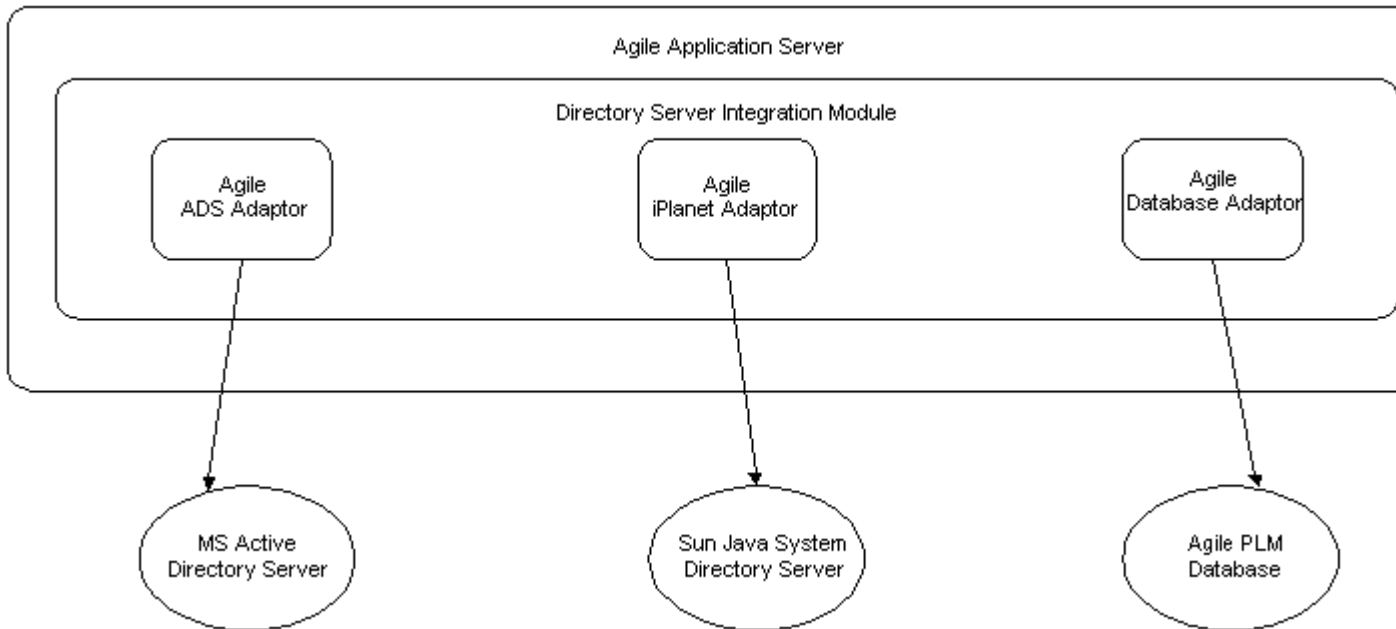 Agile Application Server
Directory Server Integration Module
Agile
ADS Adaptor
Agile
iPlanet Adaptor
Agile
Database Adaptor
MS Active
Directory Server
Sun Java System
Directory Server
Agile PLM
Database